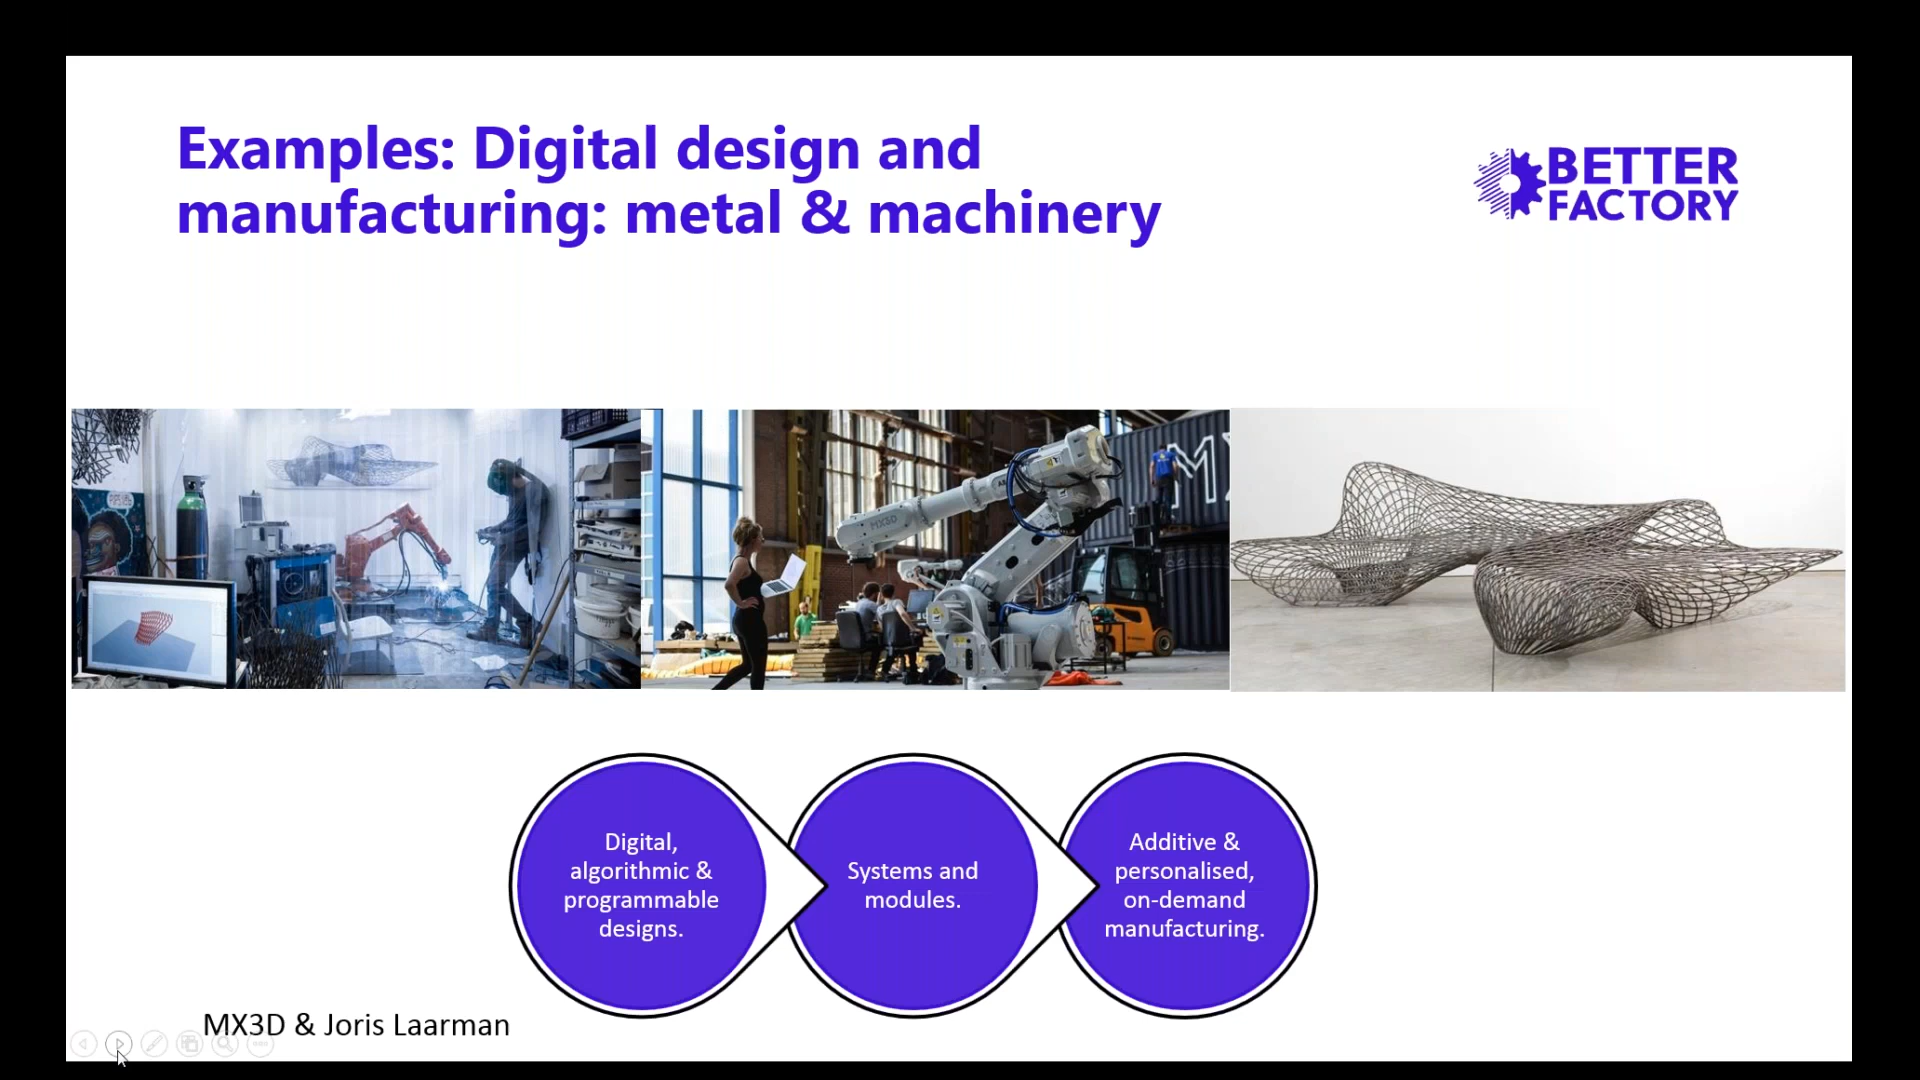 Examples: Digital design and
manufacturing: metal & machinery
BETTER
FACTORY
MX3D
Digital,
algorithmic &
programmable
designs.
Systems and
modules.
Additive &
personalised,
on-demand
manufacturing.
MX3D & Joris Laarman